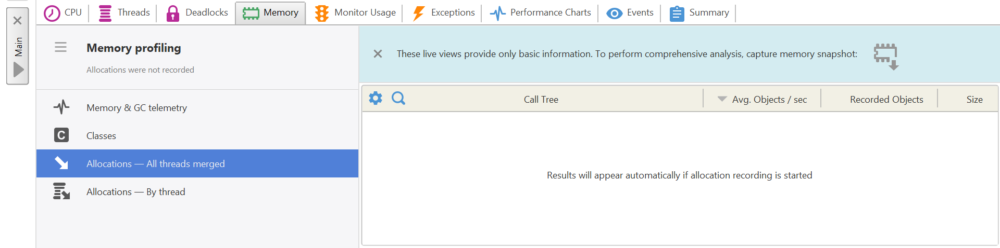 CPU
Threads
Deadlocks
Memory
Monitor Usage
Exceptions
Performance Charts
Events
Summary
Main
Memory profiling
Allocations were not recorded
Memory & GC telemetry
C Classes
Allocations — All threads merged
Allocations — By thread
These live views provide only basic information. To perform comprehensive analysis, capture memory snapshot:
Call Tree
Avg. Objects / sec
Recorded Objects
Size
Results will appear automatically if allocation recording is started